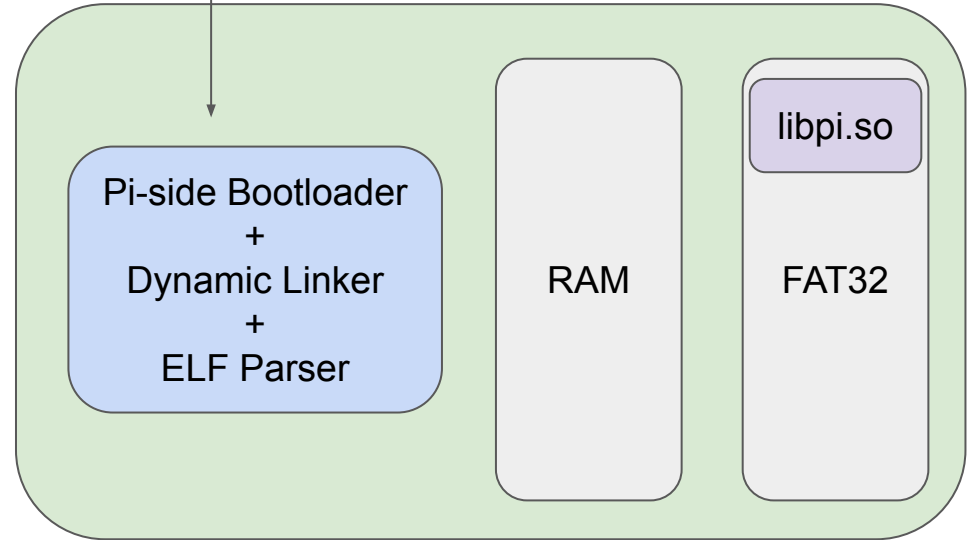 Pi-side Bootloader
+
Dynamic Linker
+
ELF Parser
RAM
libpi.so
FAT32